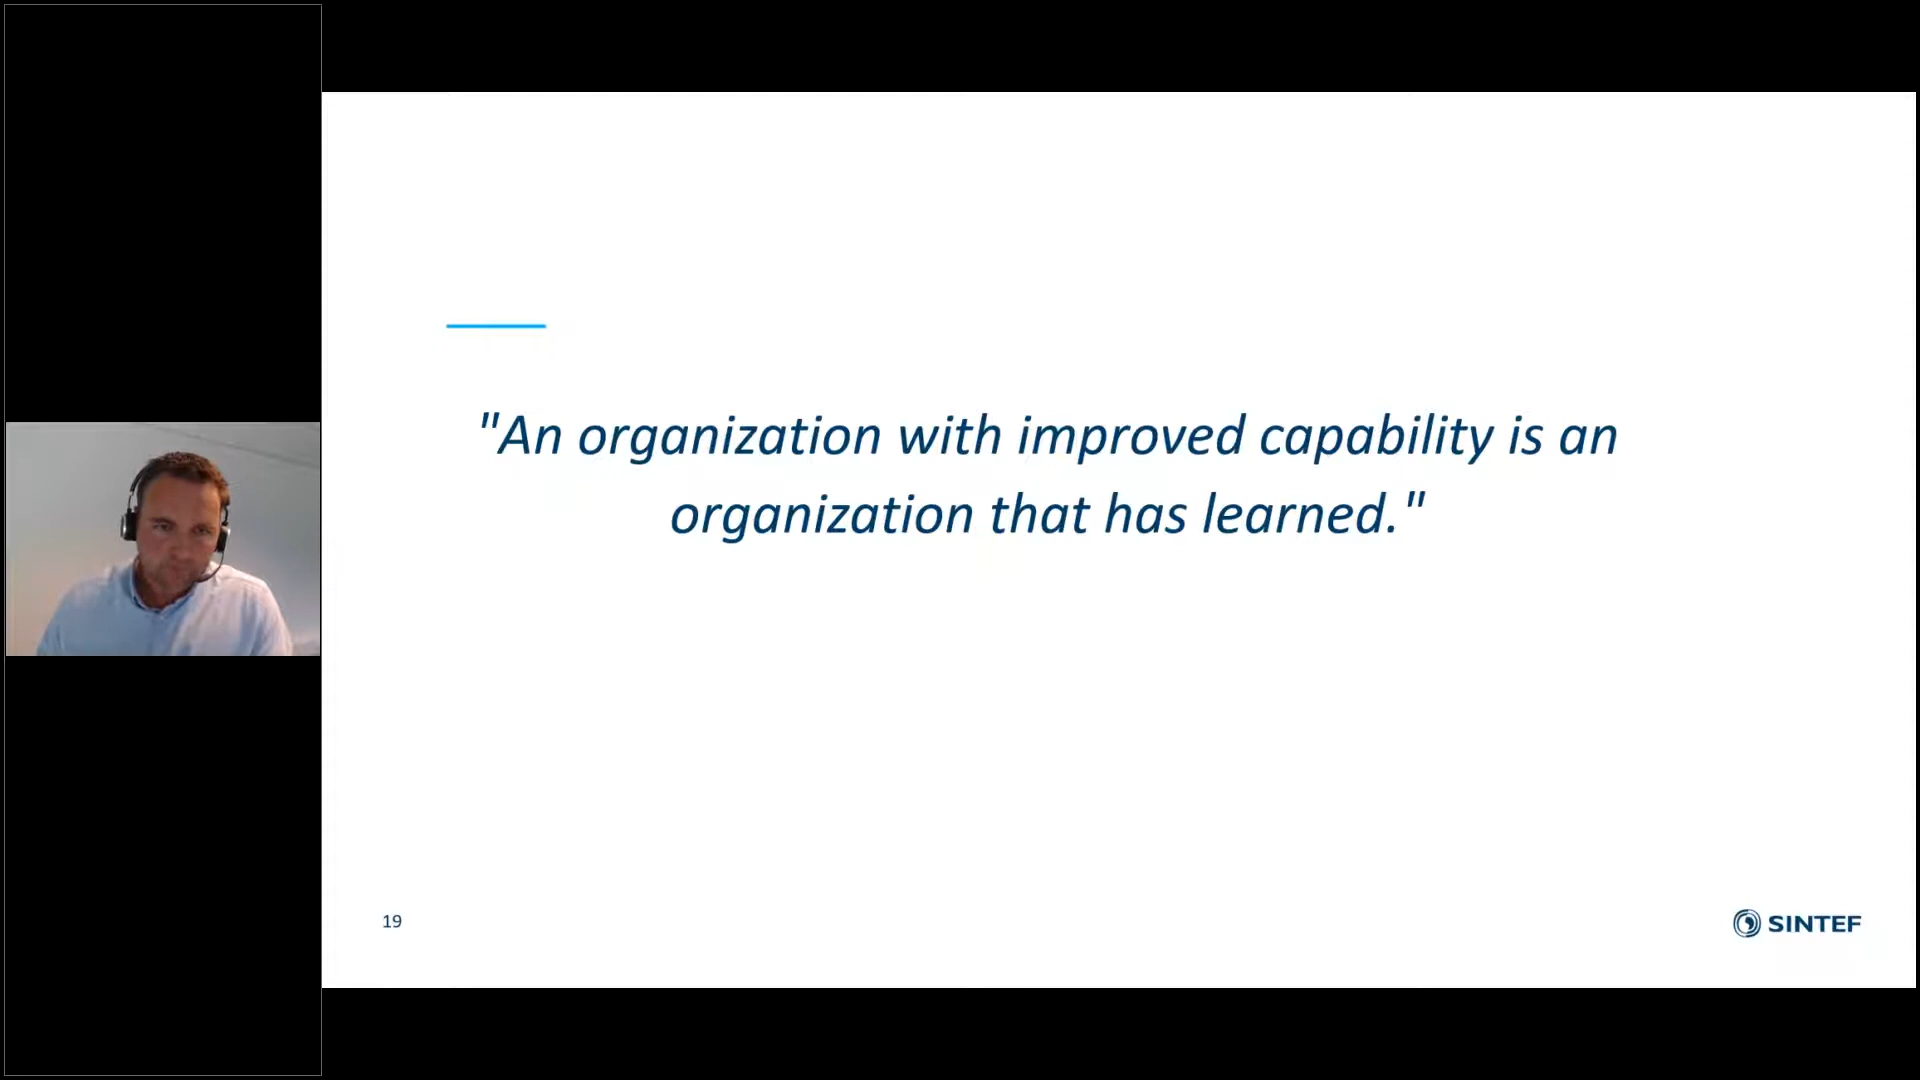 "An organization with improved capability is an
organization that has learned."
19
SINTEF